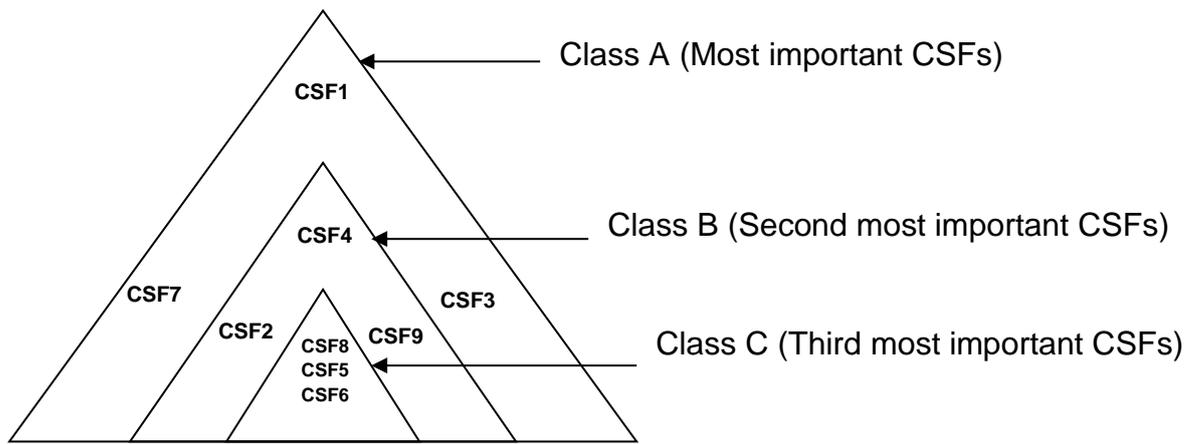 Class A (Most important CSFs)
CSF1
Class B (Second most important CSFs)
CSF4
CSF7
CSF3
CSF2
CSF9
Class C (Third most important CSFs)
CSF8
CSF5
CSF6